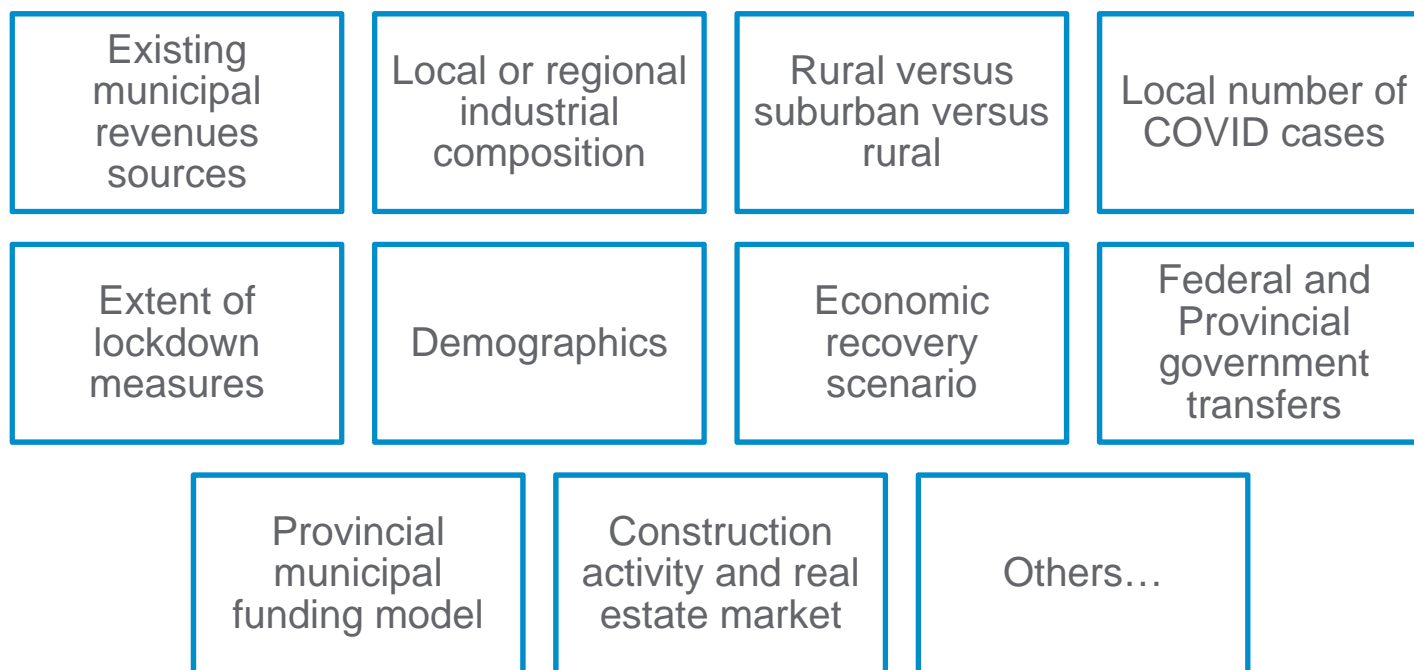 Existing
municipal
revenues
sources
Local or regional
industrial
composition
Rural versus
suburban versus
rural
Local number of
COVID cases
Extent of
lockdown
measures
Demographics
Economic
recovery
scenario
Federal and
Provincial
government
transfers
Provincial
municipal
funding model
Construction
activity and real
estate market
Others…